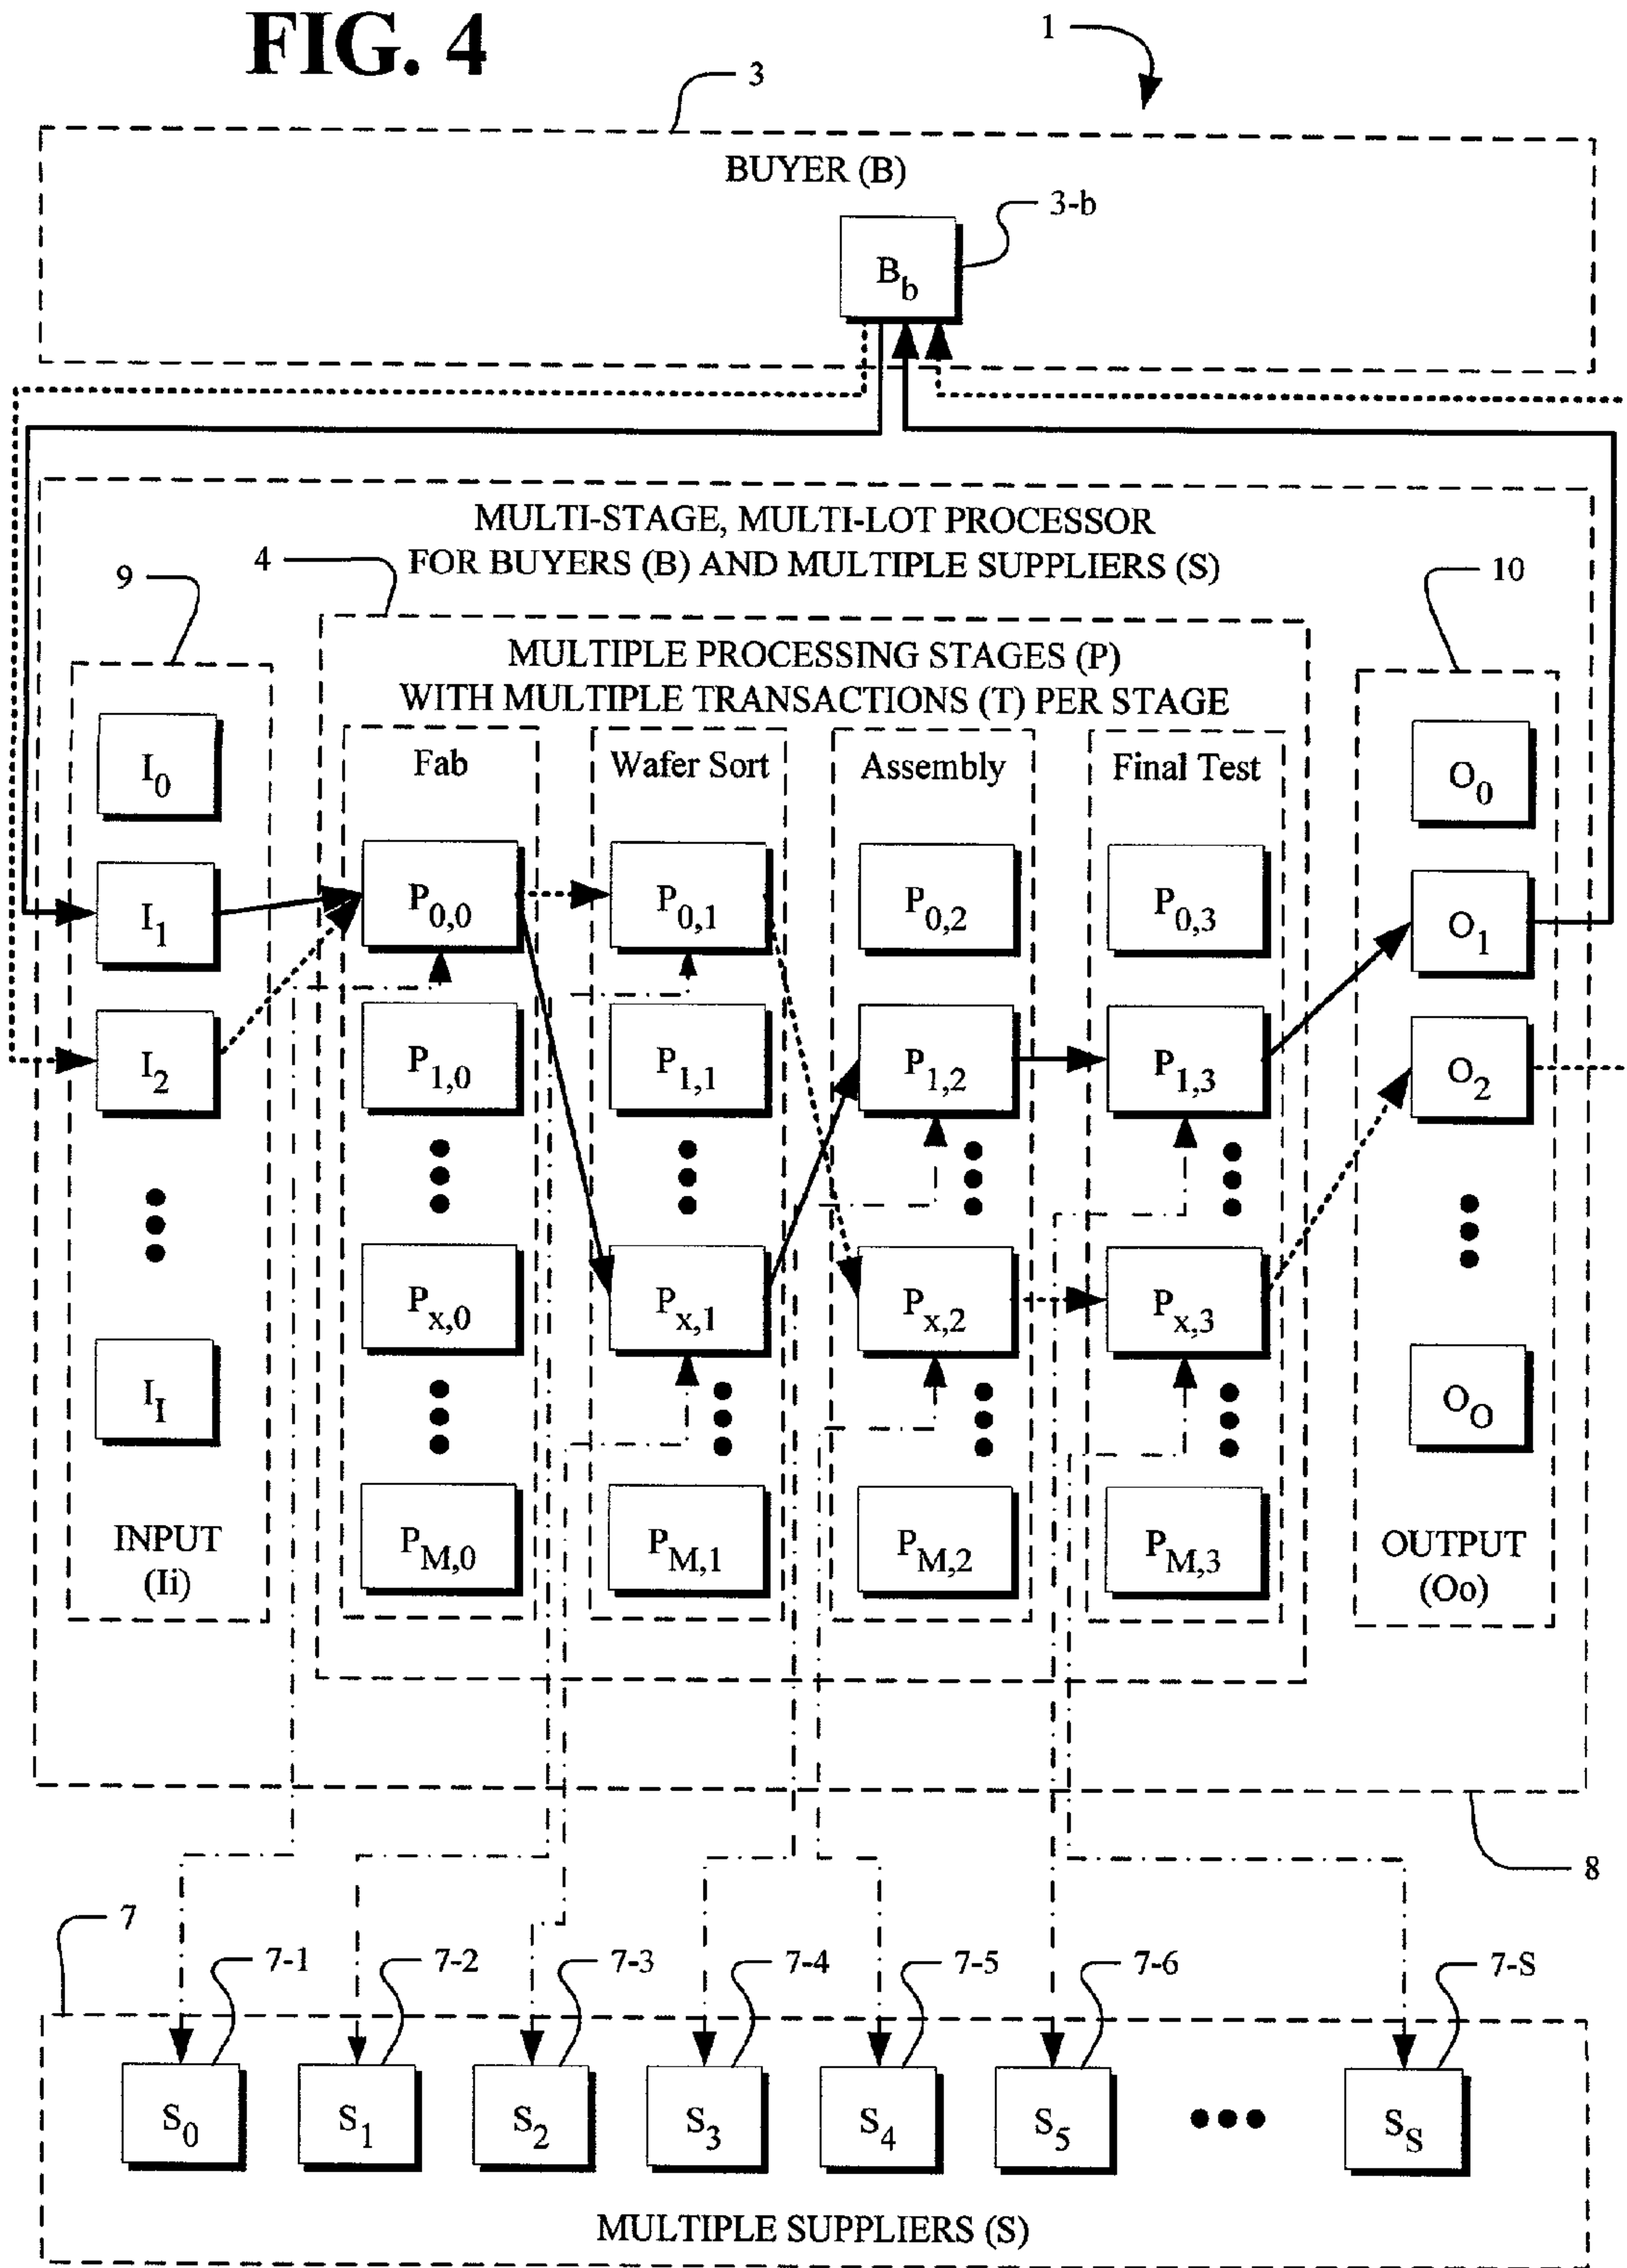 FIG. 4
1
3
BUYER (B)
3-b
B_b
MULTI-STAGE, MULTI-LOT PROCESSOR
FOR BUYERS (B) AND MULTIPLE SUPPLIERS (S)
4
9
10
MULTIPLE PROCESSING STAGES (P)
WITH MULTIPLE TRANSACTIONS (T) PER STAGE
Fab Wafer Sort Assembly Final Test
I_0 O_0
I_1 P_0,0 P_0,1 P_0,2 P_0,3 O_1
I_2 P_1,0 P_1,1 P_1,2 P_1,3 O_2
P_x,0 P_x,1 P_x,2 P_x,3
I_I O_O
P_M,0 P_M,1 P_M,2 P_M,3
INPUT
(Ii)
OUTPUT
(Oo)
8
7
7-1 7-2 7-3 7-4 7-5 7-6 7-S
S_0 S_1 S_2 S_3 S_4 S_5 S_S
MULTIPLE SUPPLIERS (S)